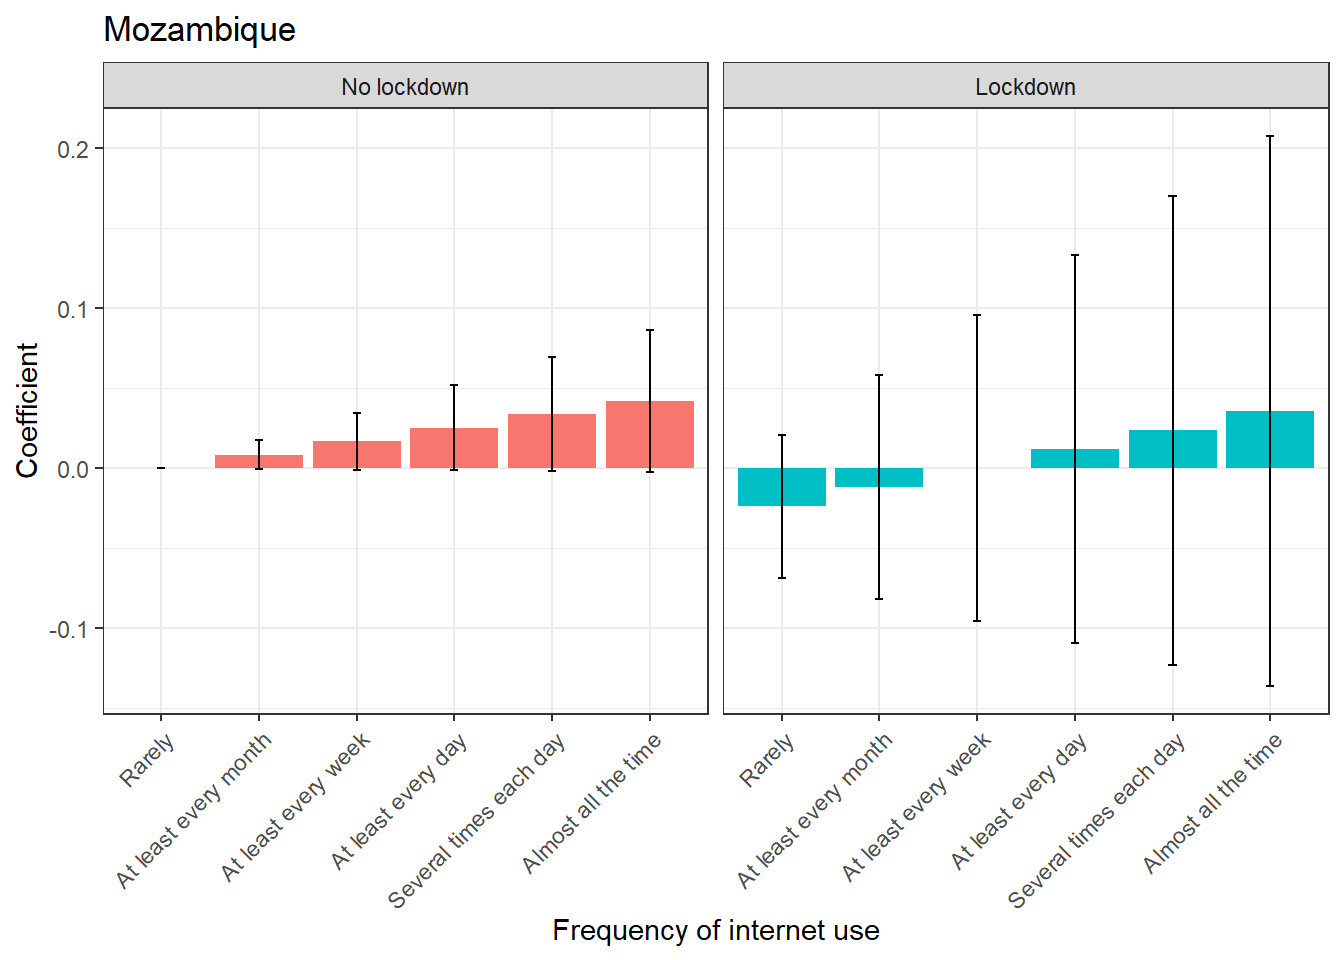 Mozambique
No lockdown
Lockdown
Coefficient
0.2
0.1
0.0
-0.1
Rarely
At least every month
At least every week
At least every day
Several times each day
Almost all the time
Rarely
At least every month
At least every week
At least every day
Several times each day
Almost all the time
Frequency of internet use